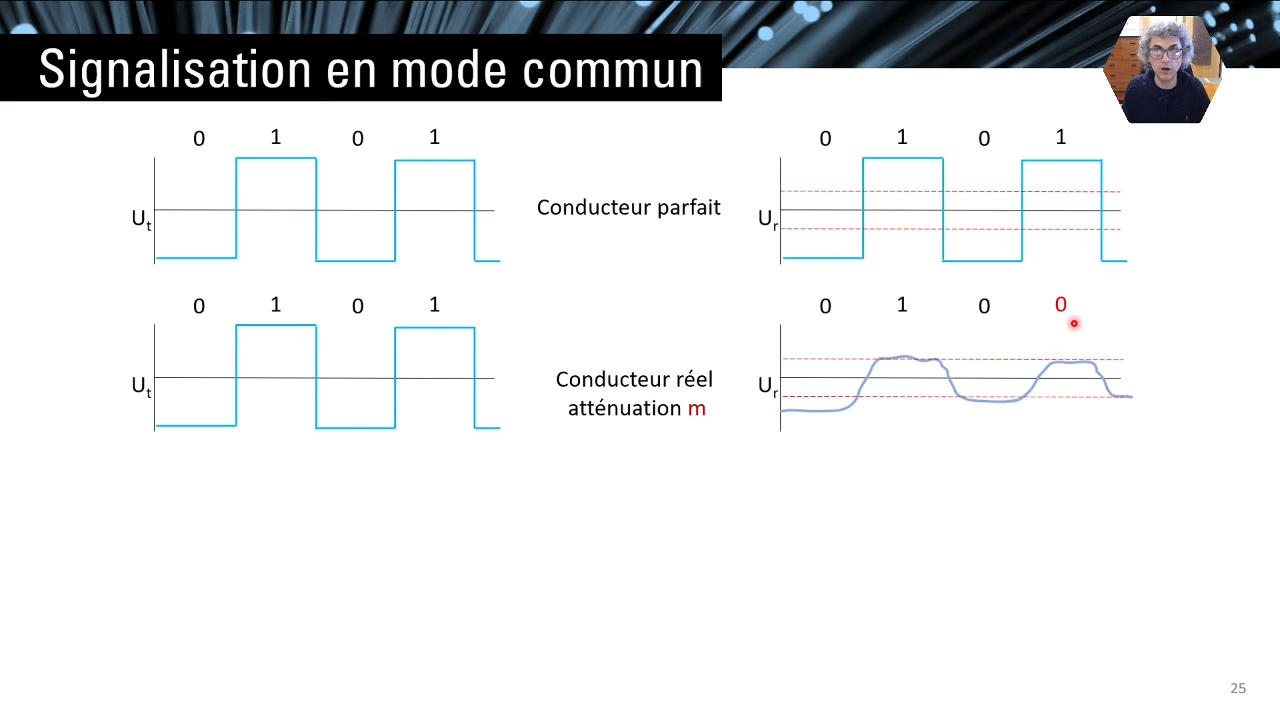 Signalisation en mode commun
0 1 0 1
0 1 0 1
Ut
Conducteur parfait
Ur
0 1 0 1
0 1 0 0
Ut
Conducteur réel
atténuation m
Ur
25